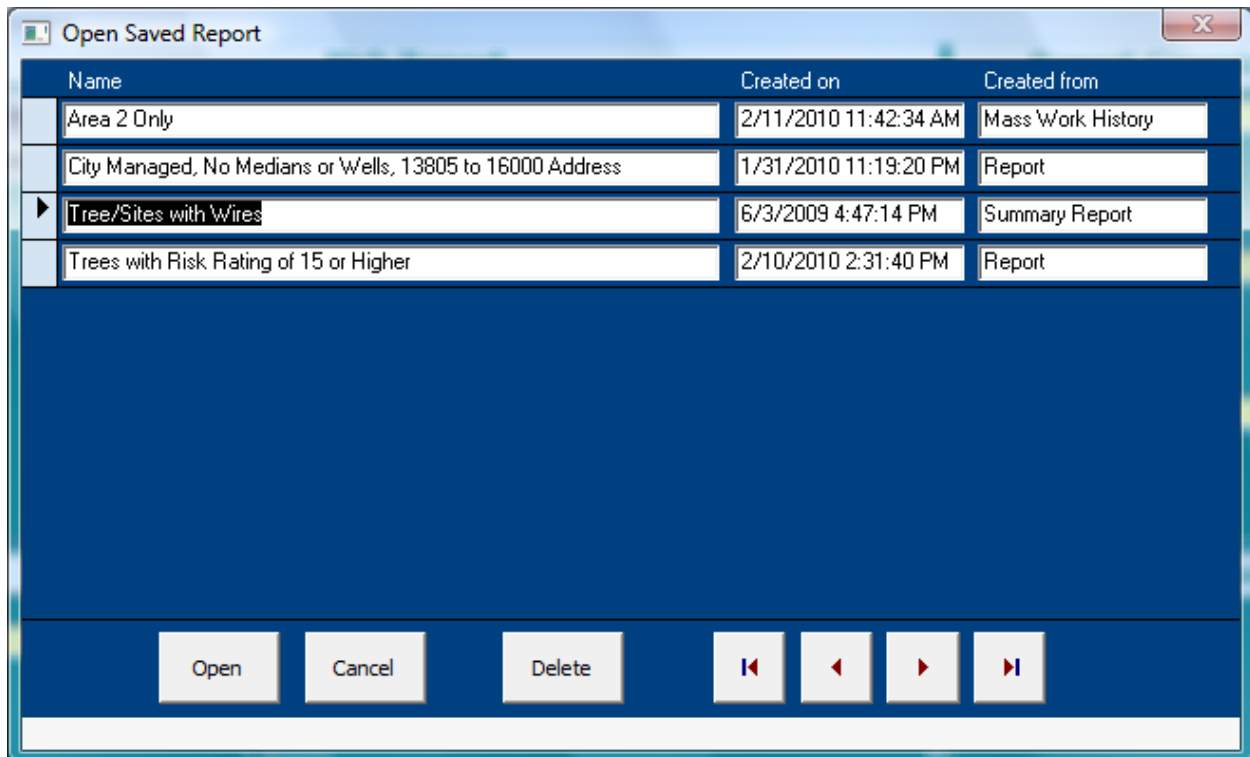 Open Saved Report
Name Created on Created from
Area 2 Only 2/11/2010 11:42:34 AM Mass Work History
City Managed, No Medians or Wells, 13805 to 16000 Address 1/31/2010 11:19:20 PM Report
Tree/Sites with Wires 6/3/2009 4:47:14 PM Summary Report
Trees with Risk Rating of 15 or Higher 2/10/2010 2:31:40 PM Report
Open Cancel Delete